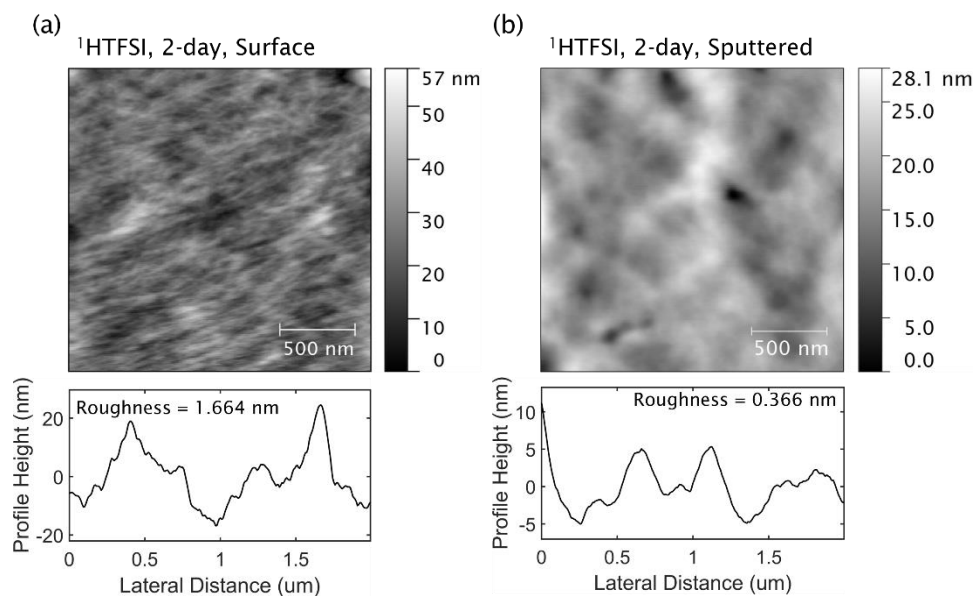 (a)
¹HTFSI, 2-day, Surface
57 nm
50
40
30
20
10
0
500 nm
Roughness = 1.664 nm
Profile Height (nm)
20
0
-20
0
0.5
1
1.5
Lateral Distance (um)
(b)
¹HTFSI, 2-day, Sputtered
28.1 nm
25.0
20.0
15.0
10.0
5.0
0.0
500 nm
Roughness = 0.366 nm
Profile Height (nm)
10
5
0
-5
0
0.5
1
1.5
Lateral Distance (um)